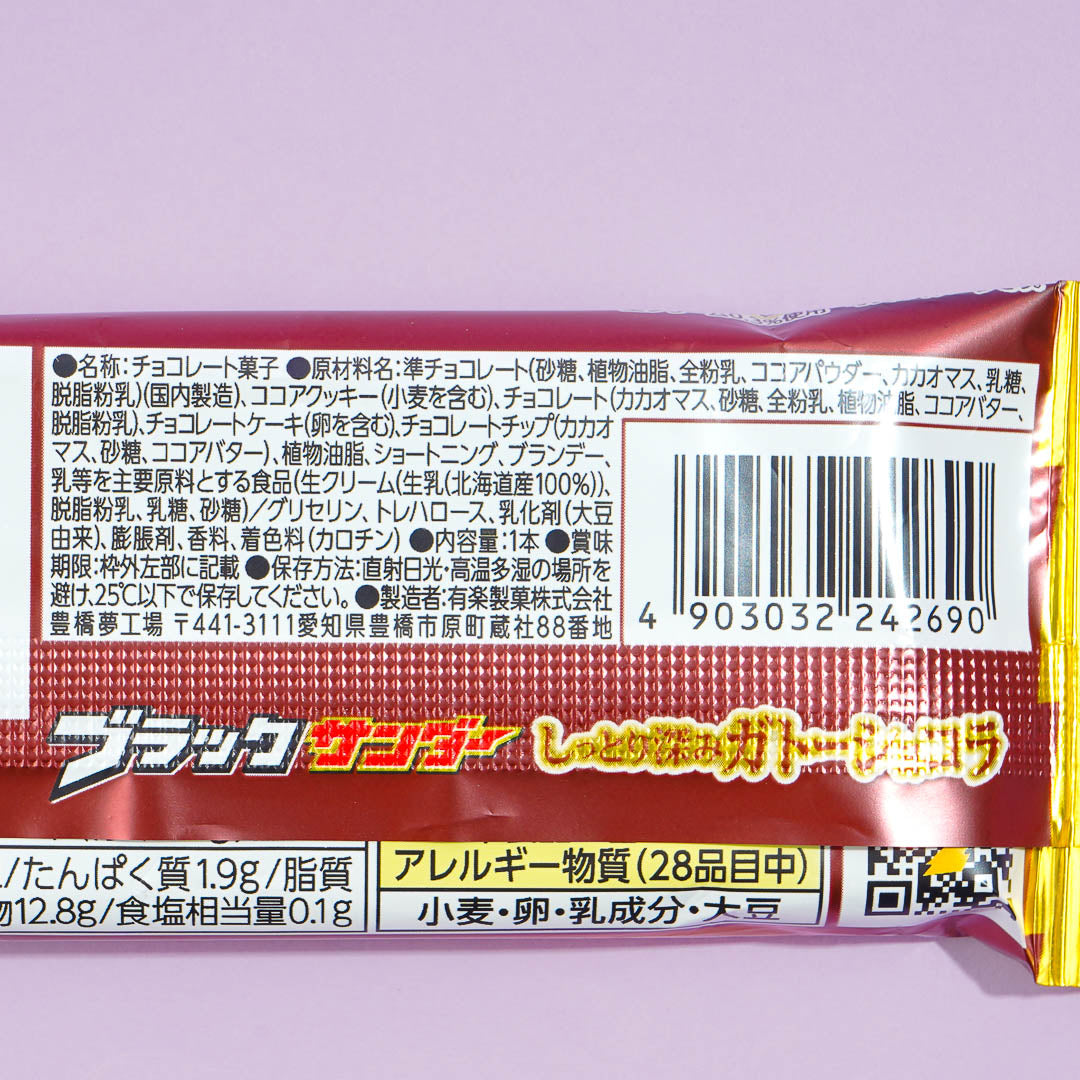 %使用
●名称:チョコレート菓子 ●原材料名:準チョコレート(砂糖、植物油脂、全粉乳、ココアパウダー、カカオマス、乳糖、
脱脂粉乳)(国内製造)、ココアクッキー(小麦を含む)、チョコレート(カカオマス、砂糖、全粉乳、植物油脂、ココアバター、
脱脂粉乳)、チョコレートケーキ(卵を含む)、チョコレートチップ(カカオ
マス、砂糖、ココアバター)、植物油脂、ショートニング、ブランデー、
乳等を主要原料とする食品(生クリーム(生乳(北海道産100%))、
脱脂粉乳、乳糖、砂糖)/グリセリン、トレハロース、乳化剤(大豆
由来)、膨脹剤、香料、着色料(カロチン) ●内容量:1本 ●賞味
期限:枠外左部に記載 ●保存方法:直射日光・高温多湿の場所を
避け、25℃以下で保存してください。 ●製造者:有楽製菓株式会社
豊橋夢工場 〒441-3111愛知県豊橋市原町蔵社88番地
4 903032 242690
ブラックサンダー しっとり深みガトーショコラ
/たんぱく質1.9g/脂質
物12.8g/食塩相当量0.1g
アレルギー物質(28品目中)
小麦・卵・乳成分・大豆